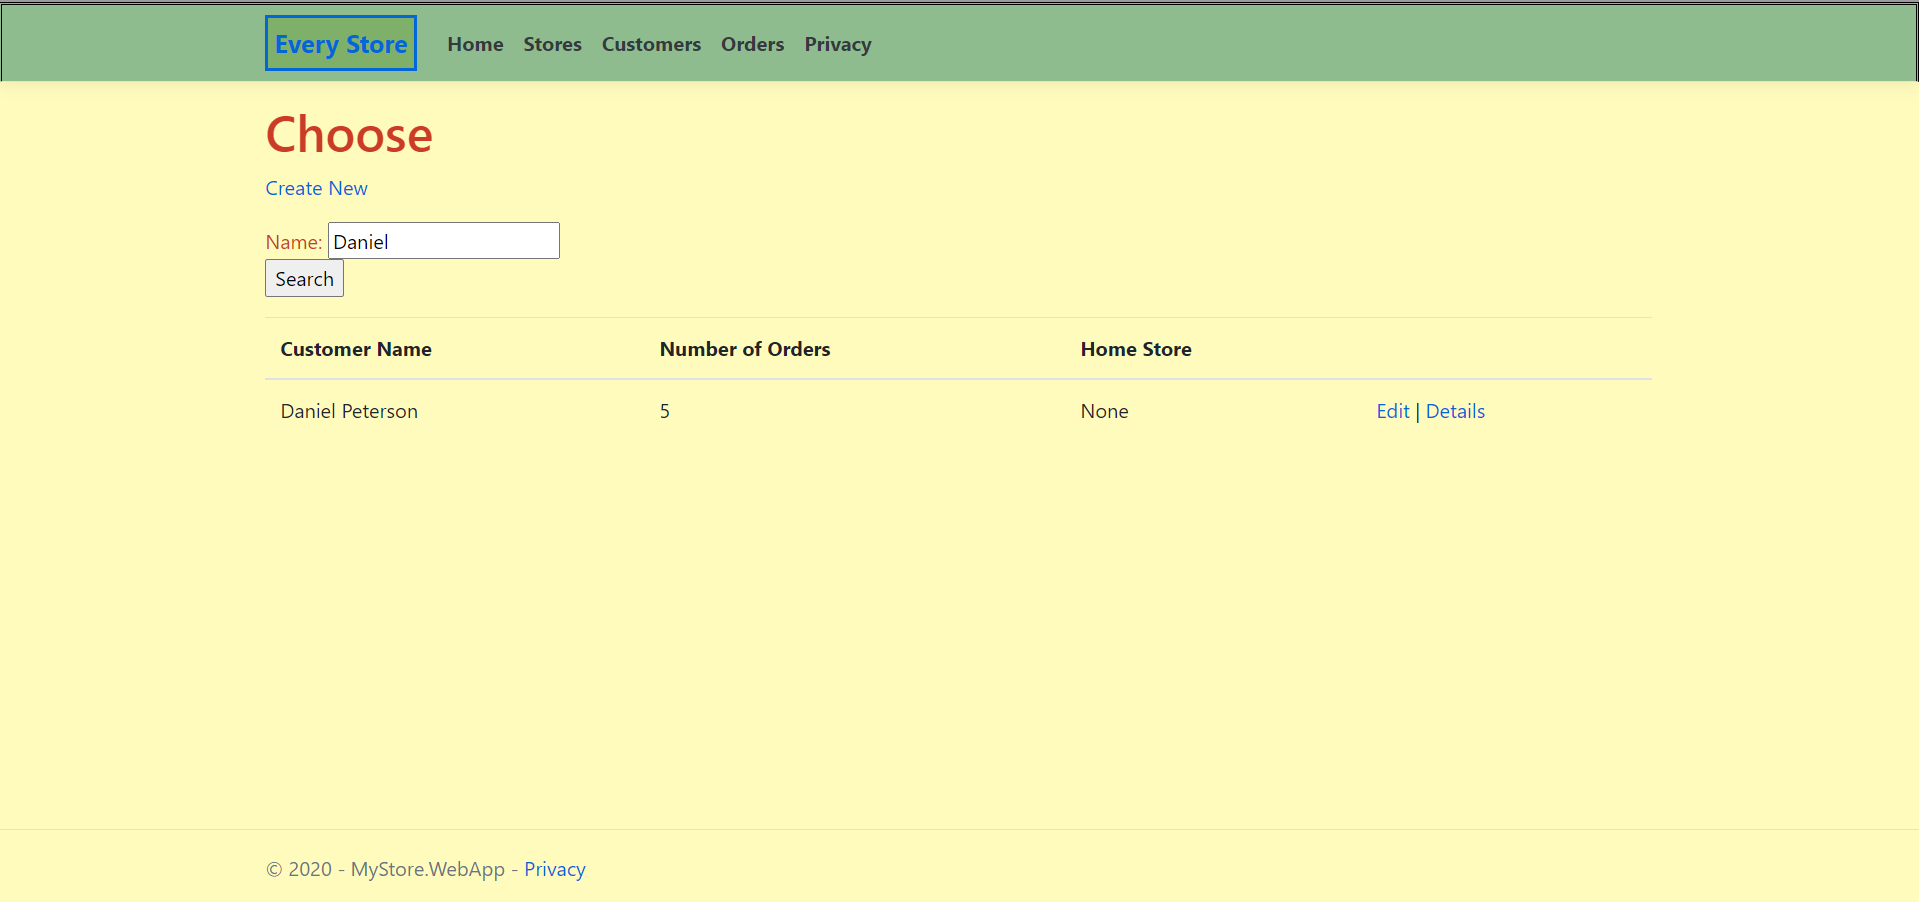 Every Store Home Stores Customers Orders Privacy
Choose
Create New
Name: Daniel
Search
Customer Name Number of Orders Home Store
Daniel Peterson 5 None Edit | Details
© 2020 - MyStore.WebApp - Privacy